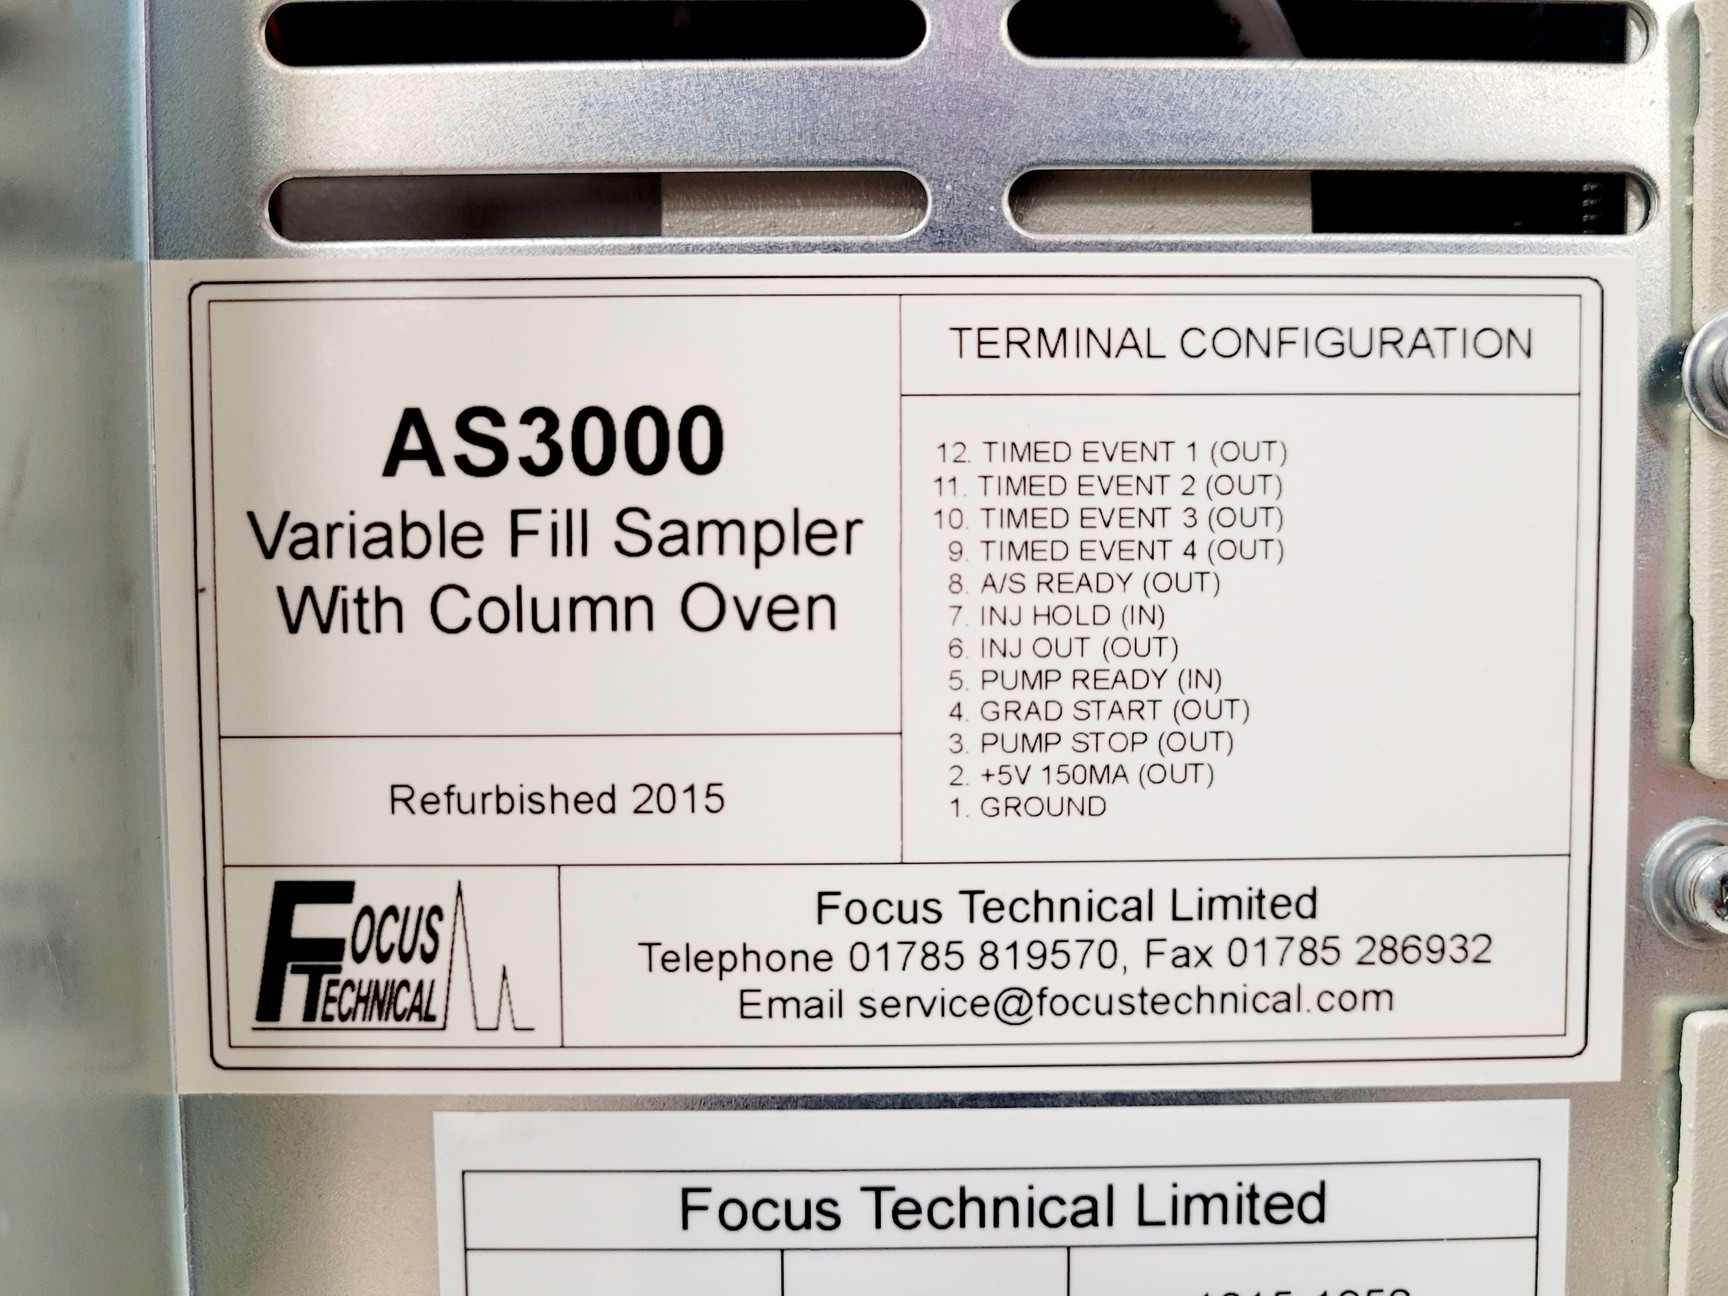 AS3000
Variable Fill Sampler
With Column Oven
Refurbished 2015
TERMINAL CONFIGURATION
12. TIMED EVENT 1 (OUT)
11. TIMED EVENT 2 (OUT)
10. TIMED EVENT 3 (OUT)
9. TIMED EVENT 4 (OUT)
8. A/S READY (OUT)
7. INJ HOLD (IN)
6. INJ OUT (OUT)
5. PUMP READY (IN)
4. GRAD START (OUT)
3. PUMP STOP (OUT)
2. +5V 150MA (OUT)
1. GROUND
FOCUS
TECHNICAL
Focus Technical Limited
Telephone 01785 819570, Fax 01785 286932
Email service@focustechnical.com
Focus Technical Limited